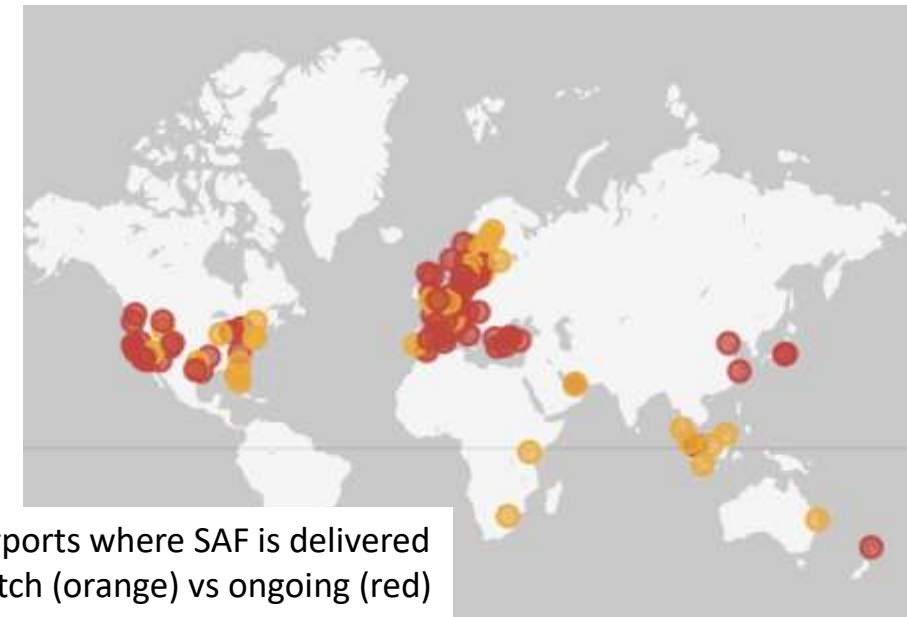 ports where SAF is delivered
tch (orange) vs ongoing (red)